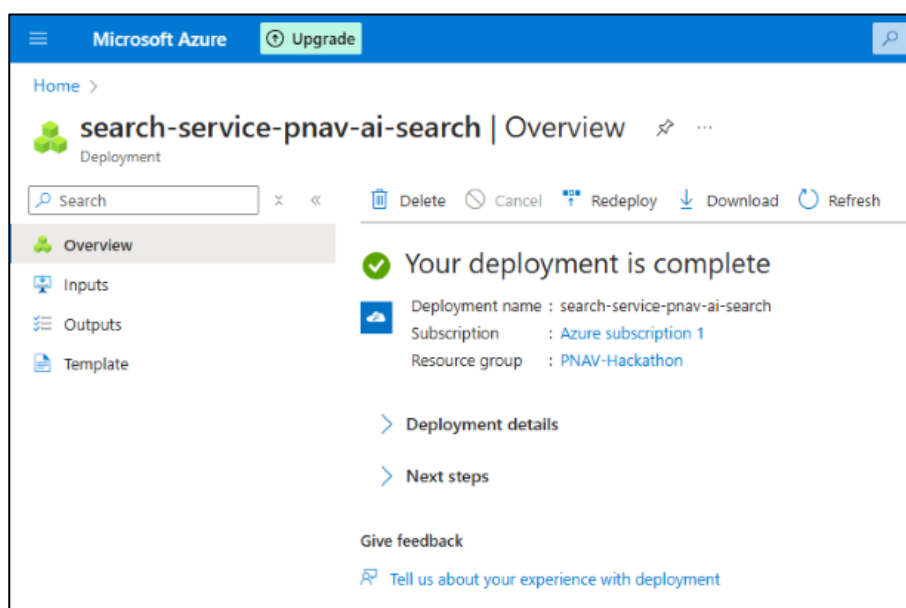 Microsoft Azure
Upgrade
Home >
search-service-pnav-ai-search | Overview
Deployment
Search
Delete Cancel Redeploy Download Refresh
Overview
Inputs
Outputs
Template
Your deployment is complete
Deployment name : search-service-pnav-ai-search
Subscription : Azure subscription 1
Resource group : PNAV-Hackathon
Deployment details
Next steps
Give feedback
Tell us about your experience with deployment